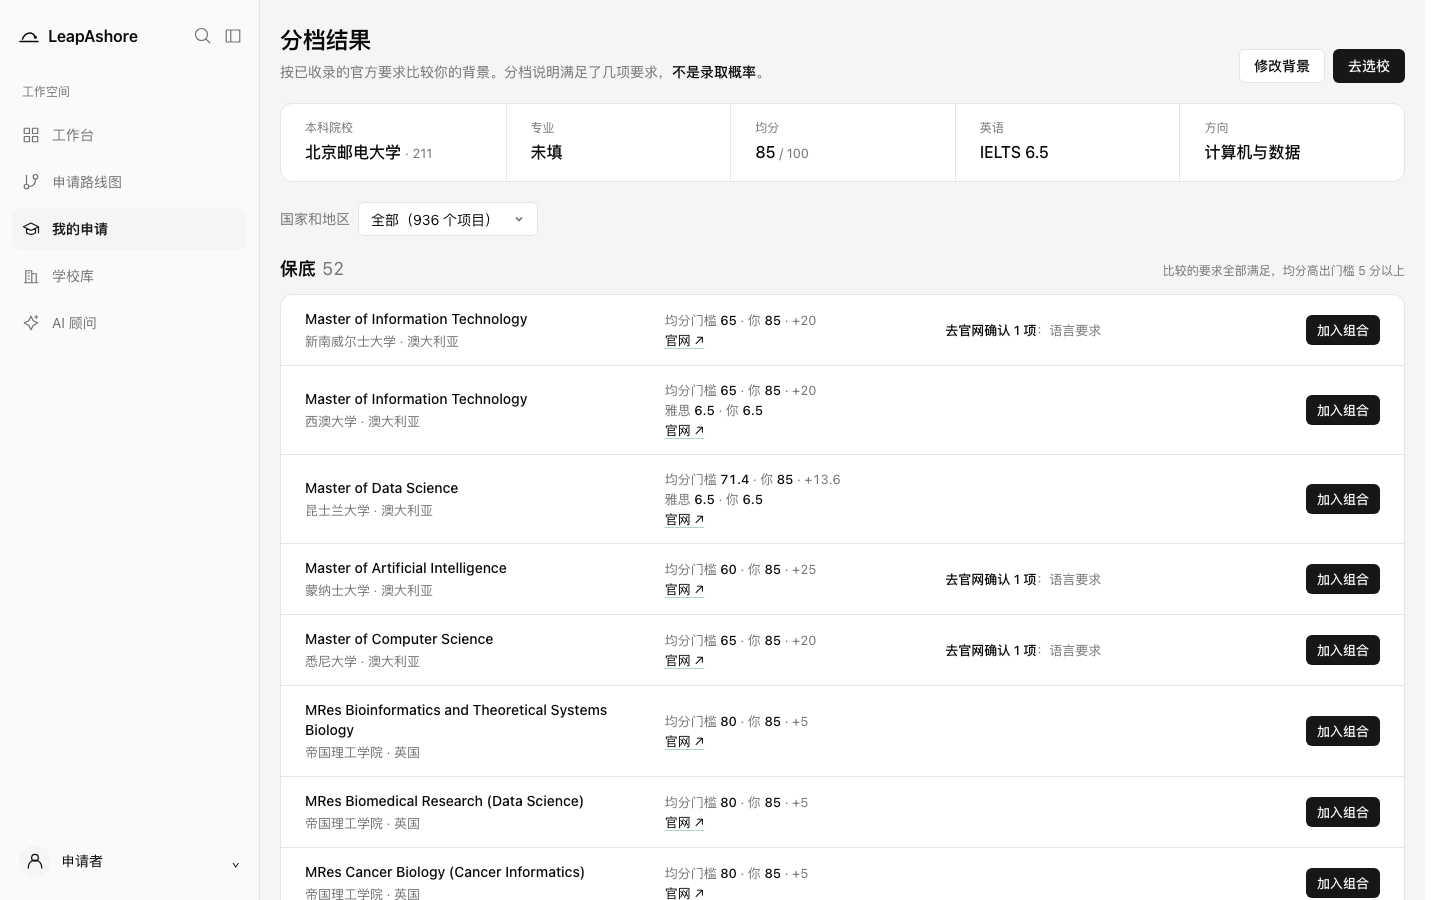 LeapAshore
工作空间
工作台
申请路线图
我的申请
学校库
AI 顾问
申请者
分档结果
按已收录的官方要求比较你的背景。分档说明满足了几项要求，不是录取概率。
修改背景
去选校
本科院校
北京邮电大学 · 211
专业
未填
均分
85 / 100
英语
IELTS 6.5
方向
计算机与数据
国家和地区
全部（936 个项目）
保底 52
比较的要求全部满足，均分高出门槛 5 分以上
Master of Information Technology
新南威尔士大学 · 澳大利亚
均分门槛 65 · 你 85 · +20
官网 ↗
去官网确认 1 项： 语言要求
加入组合
Master of Information Technology
西澳大学 · 澳大利亚
均分门槛 65 · 你 85 · +20
雅思 6.5 · 你 6.5
官网 ↗
加入组合
Master of Data Science
昆士兰大学 · 澳大利亚
均分门槛 71.4 · 你 85 · +13.6
雅思 6.5 · 你 6.5
官网 ↗
加入组合
Master of Artificial Intelligence
蒙纳士大学 · 澳大利亚
均分门槛 60 · 你 85 · +25
官网 ↗
去官网确认 1 项： 语言要求
加入组合
Master of Computer Science
悉尼大学 · 澳大利亚
均分门槛 65 · 你 85 · +20
官网 ↗
去官网确认 1 项： 语言要求
加入组合
MRes Bioinformatics and Theoretical Systems
Biology
帝国理工学院 · 英国
均分门槛 80 · 你 85 · +5
官网 ↗
加入组合
MRes Biomedical Research (Data Science)
帝国理工学院 · 英国
均分门槛 80 · 你 85 · +5
官网 ↗
加入组合
MRes Cancer Biology (Cancer Informatics)
帝国理工学院 · 英国
均分门槛 80 · 你 85 · +5
官网 ↗
加入组合